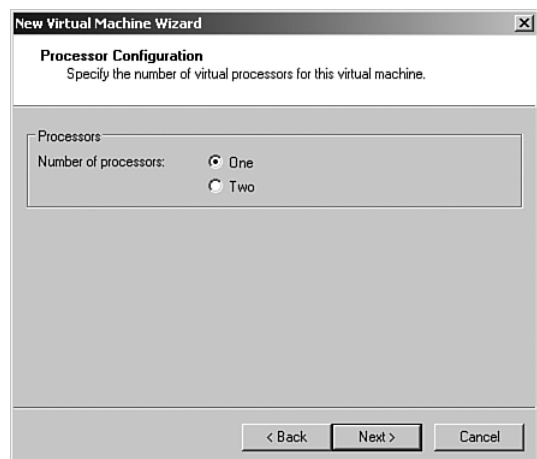 New Virtual Machine Wizard
Processor Configuration
Specify the number of virtual processors for this virtual machine.
Processors
Number of processors: One
Two
< Back Next > Cancel